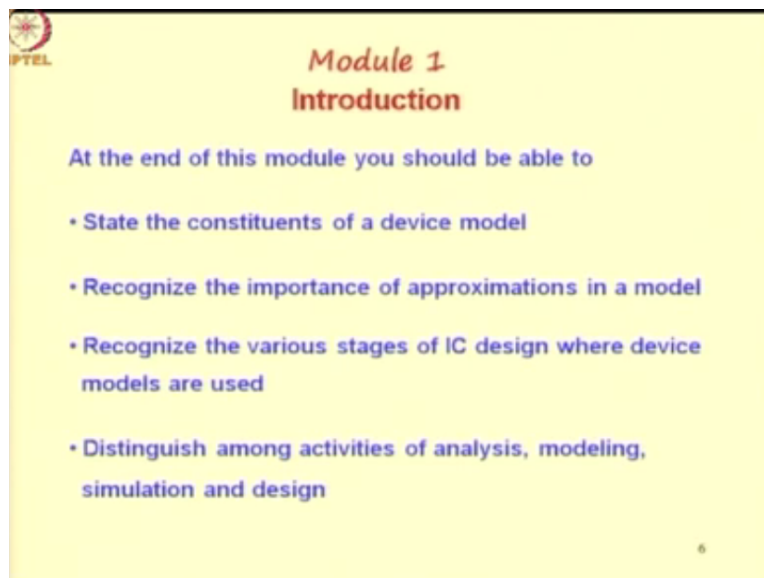 PTEL
Module 1
Introduction
At the end of this module you should be able to
• State the constituents of a device model
• Recognize the importance of approximations in a model
• Recognize the various stages of IC design where device
models are used
• Distinguish among activities of analysis, modeling,
simulation and design
6